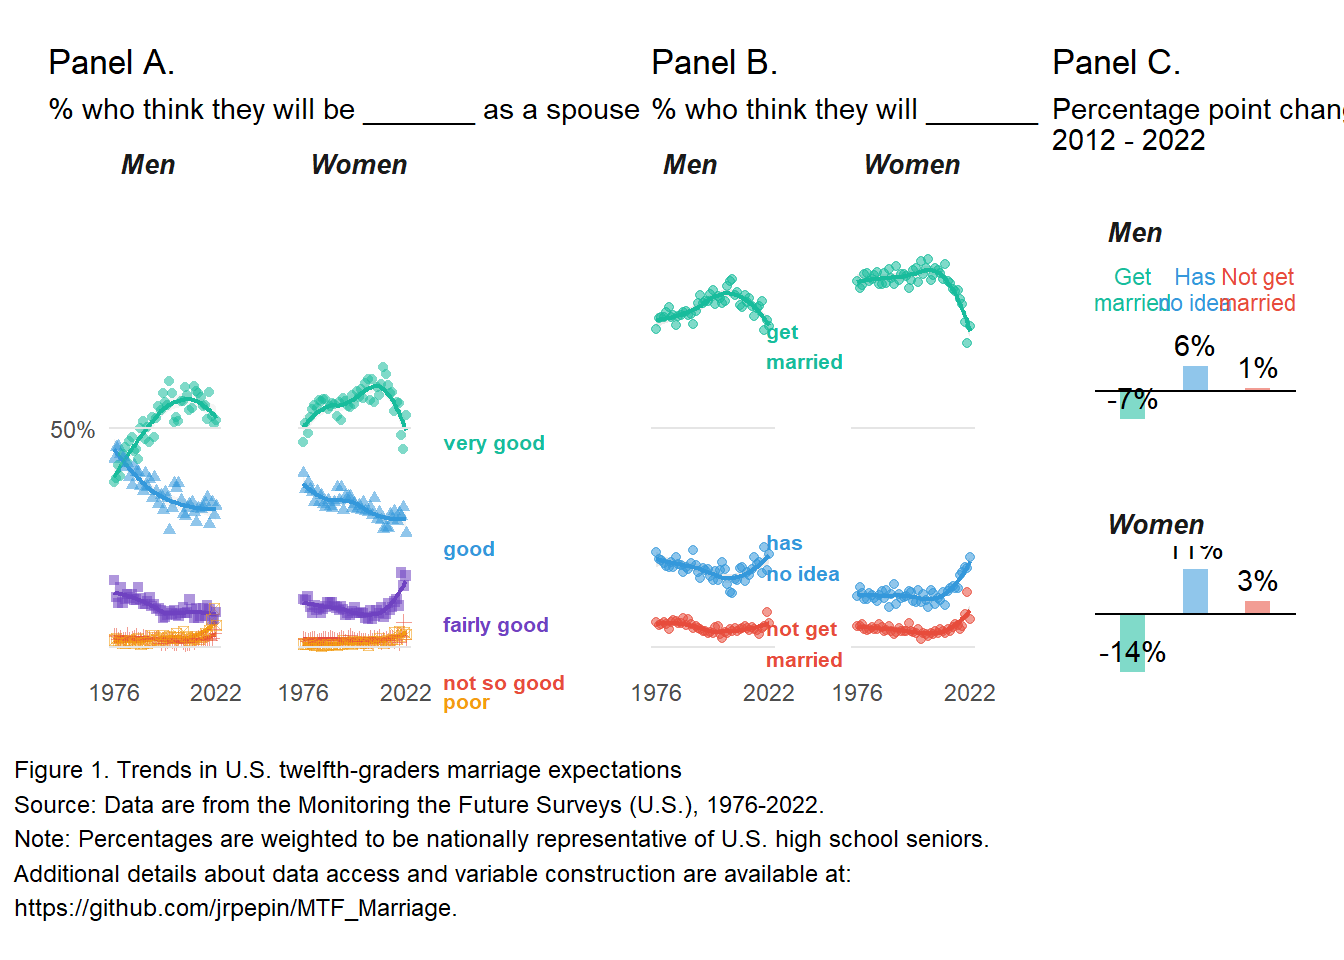 Panel A.
% who think they will be _______ as a spouse
Men
Women
50%
very good
good
fairly good
not so good
poor
1976
2022
1976
2022
Panel B.
% who think they will _______
Men
Women
get
married
has
no idea
not get
married
1976
2022
1976
2022
Panel C.
Percentage point chan
2012 - 2022
Men
Get
married
Has
no idea
Not get
married
-7%
6%
1%
Women
-14%
11%
3%
Figure 1. Trends in U.S. twelfth-graders marriage expectations
Source: Data are from the Monitoring the Future Surveys (U.S.), 1976-2022.
Note: Percentages are weighted to be nationally representative of U.S. high school seniors.
Additional details about data access and variable construction are available at:
https://github.com/jrpepin/MTF_Marriage.